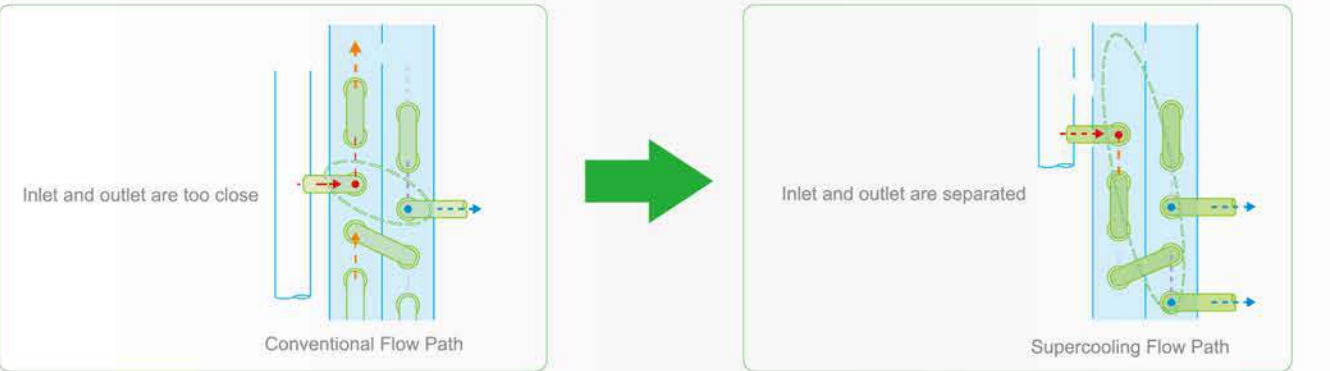 Inlet and outlet are too close
Conventional Flow Path
Inlet and outlet are separated
Supercooling Flow Path